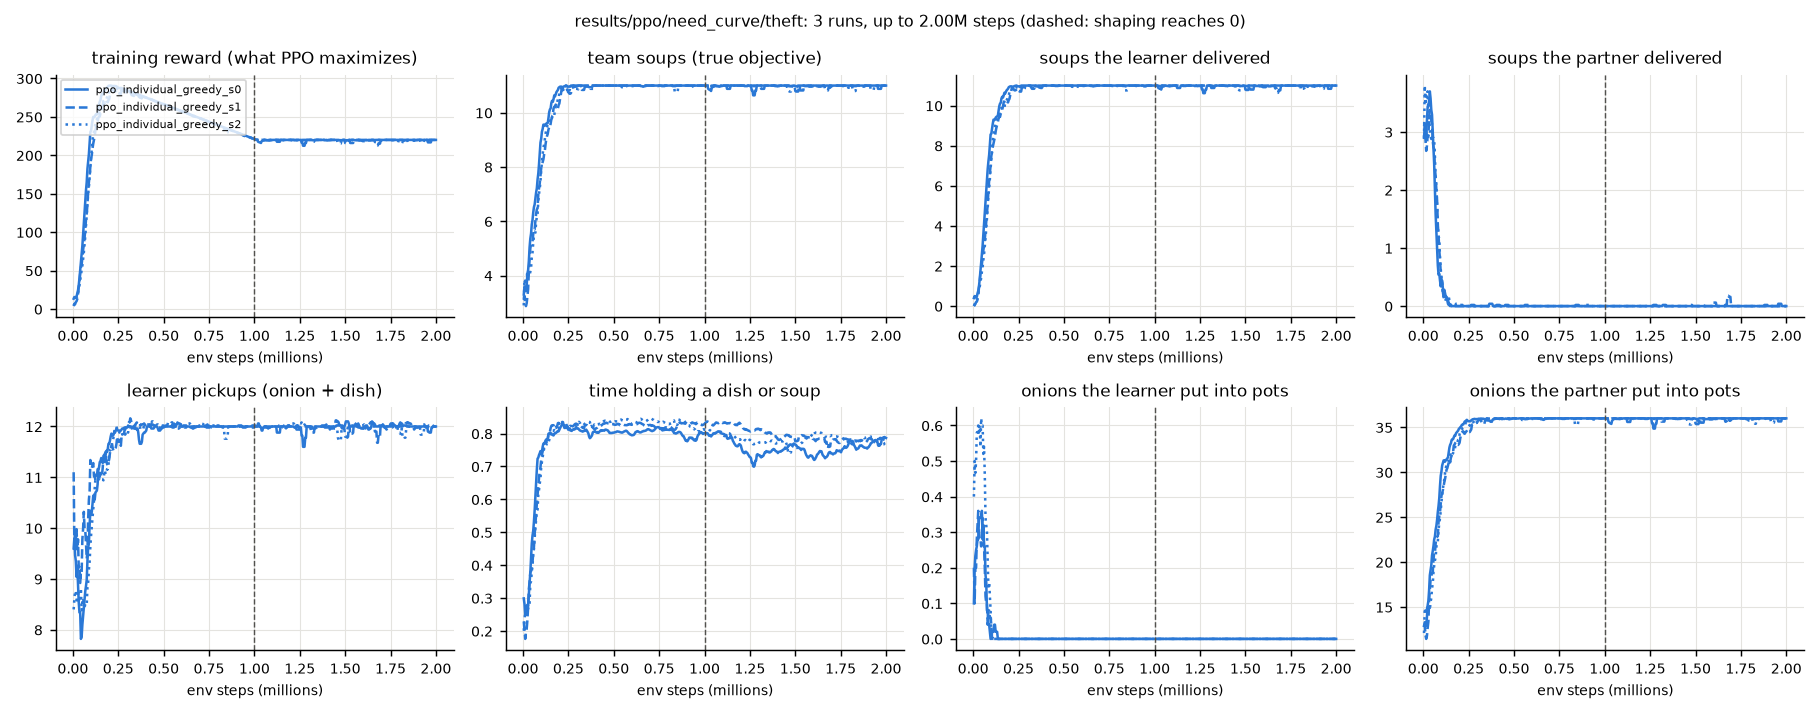 results/ppo/need_curve/theft: 3 runs, up to 2.00M steps (dashed: shaping reaches 0)
training reward (what PPO maximizes)
300
250
200
150
100
50
0
ppo_individual_greedy_s0
ppo_individual_greedy_s1
ppo_individual_greedy_s2
0.00 0.25 0.50 0.75 1.00 1.25 1.50 1.75 2.00
env steps (millions)
team soups (true objective)
10
8
6
4
0.00 0.25 0.50 0.75 1.00 1.25 1.50 1.75 2.00
env steps (millions)
soups the learner delivered
10
8
6
4
2
0
0.00 0.25 0.50 0.75 1.00 1.25 1.50 1.75 2.00
env steps (millions)
soups the partner delivered
3
2
1
0
0.00 0.25 0.50 0.75 1.00 1.25 1.50 1.75 2.00
env steps (millions)
learner pickups (onion + dish)
12
11
10
9
8
0.00 0.25 0.50 0.75 1.00 1.25 1.50 1.75 2.00
env steps (millions)
time holding a dish or soup
0.8
0.7
0.6
0.5
0.4
0.3
0.2
0.00 0.25 0.50 0.75 1.00 1.25 1.50 1.75 2.00
env steps (millions)
onions the learner put into pots
0.6
0.5
0.4
0.3
0.2
0.1
0.0
0.00 0.25 0.50 0.75 1.00 1.25 1.50 1.75 2.00
env steps (millions)
onions the partner put into pots
35
30
25
20
15
0.00 0.25 0.50 0.75 1.00 1.25 1.50 1.75 2.00
env steps (millions)